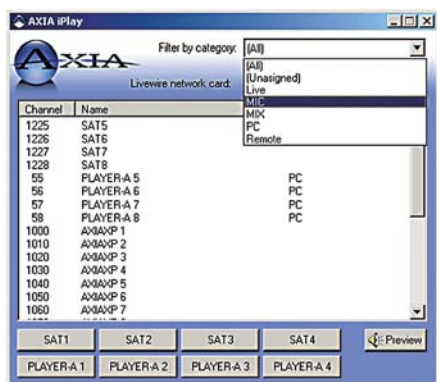 AXIA iPlay
AXIA
Filter by category: (All)
(All)
(Unasigned)
Live
MIC
MIX
PC
Remote
Livewire network card:
Channel Name
1225 SAT5
1226 SAT6
1227 SAT7
1228 SAT8
55 PLAYER-A 5 PC
56 PLAYER-A 6 PC
57 PLAYER-A 7 PC
58 PLAYER-A 8 PC
1000 AXIAXP 1
1010 AXIAXP 2
1020 AXIAXP 3
1030 AXIAXP 4
1040 AXIAXP 5
1050 AXIAXP 6
1060 AXIAXP 7
SAT1 SAT2 SAT3 SAT4 Preview
PLAYER-A 1 PLAYER-A 2 PLAYER-A 3 PLAYER-A 4